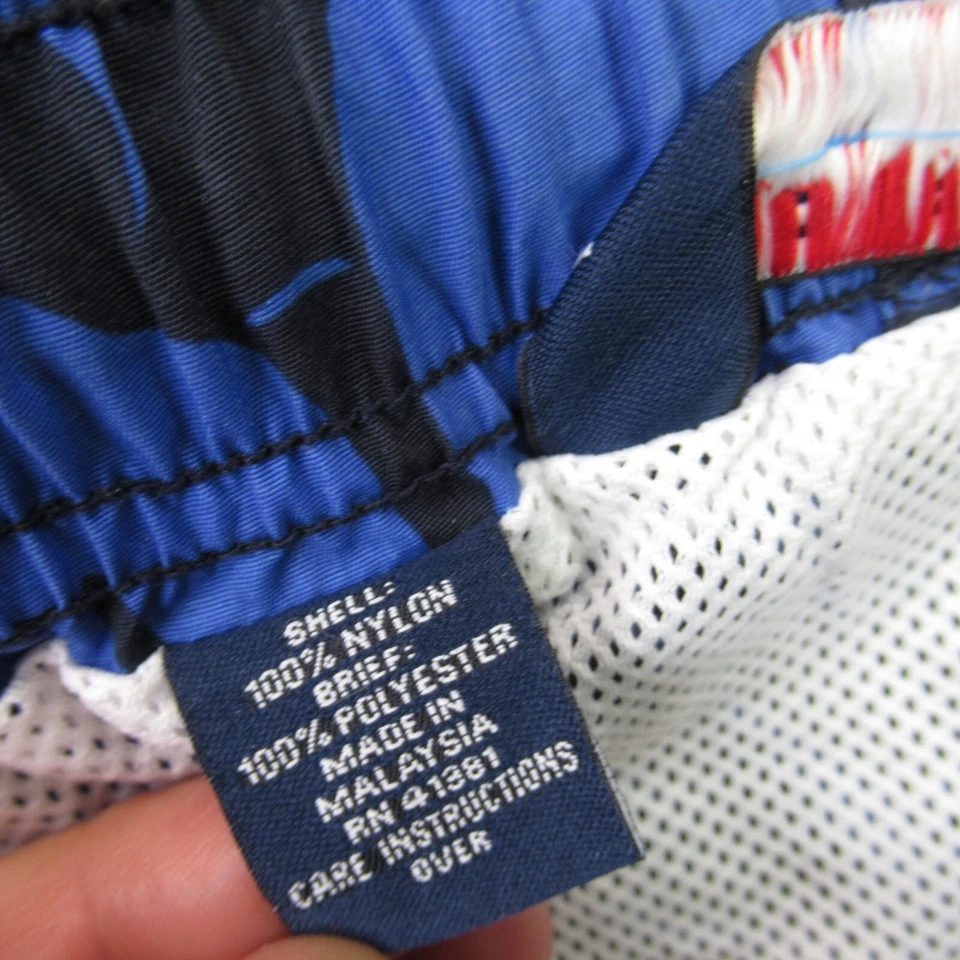 SHELL:
100% NYLON
BRIEF:
100% POLYESTER
MADE IN
MALAYSIA
RN 41381
CARE INSTRUCTIONS
OVER